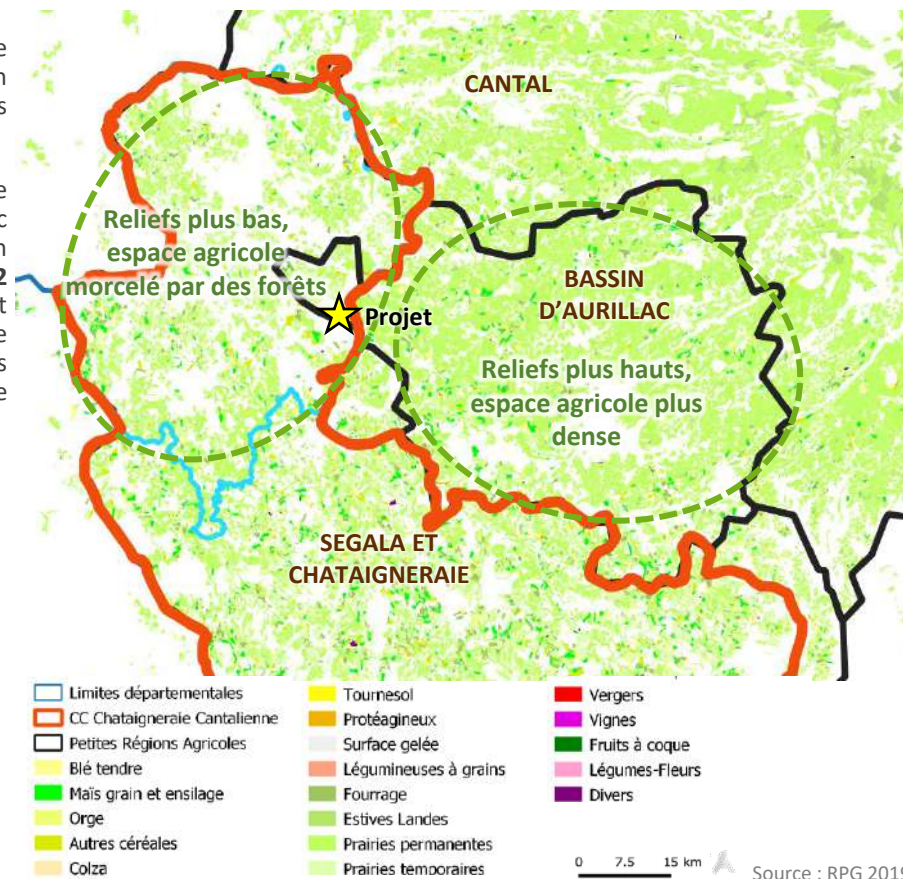 e
n
s
e
c
n
2
t
e
s
e
CANTAL
Reliefs plus bas,
espace agricole
morcelé par des forêts
BASSIN
D'AURILLAC
Projet
Reliefs plus hauts,
espace agricole plus
dense
SEGALA ET
CHATAIGNERAIE
Limites départementales
CC Chataigneraie Cantalienne
Petites Régions Agricoles
Blé tendre
Maïs grain et ensilage
Orge
Autres céréales
Colza
Tournesol
Protéagineux
Surface gelée
Légumineuses à grains
Fourrage
Estives Landes
Prairies permanentes
Prairies temporaires
Vergers
Vignes
Fruits à coque
Légumes-Fleurs
Divers
0 7.5 15 km
Source : RPG 2019